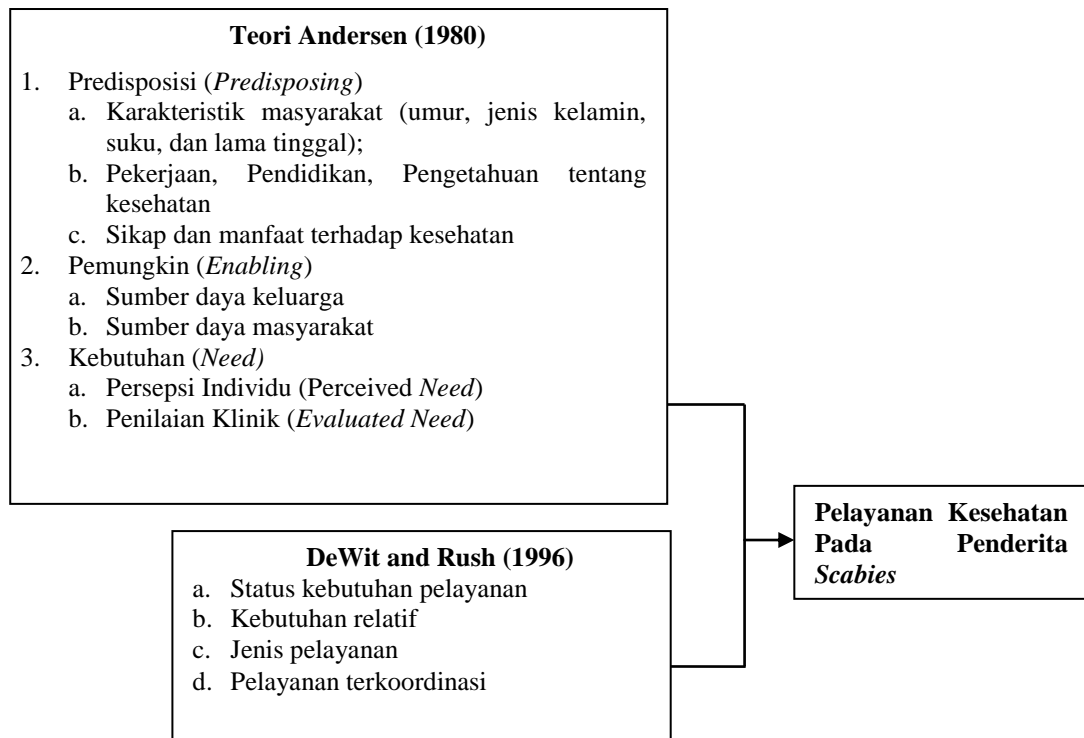 Teori Andersen (1980)
1. Predisposisi (Predisposing)
a. Karakteristik masyarakat (umur, jenis kelamin,
suku, dan lama tinggal);
b. Pekerjaan, Pendidikan, Pengetahuan tentang
kesehatan
c. Sikap dan manfaat terhadap kesehatan
2. Pemungkin (Enabling)
a. Sumber daya keluarga
b. Sumber daya masyarakat
3. Kebutuhan (Need)
a. Persepsi Individu (Perceived Need)
b. Penilaian Klinik (Evaluated Need)
DeWit and Rush (1996)
a. Status kebutuhan pelayanan
b. Kebutuhan relatif
c. Jenis pelayanan
d. Pelayanan terkoordinasi
Pelayanan Kesehatan
Pada Penderita
Scabies